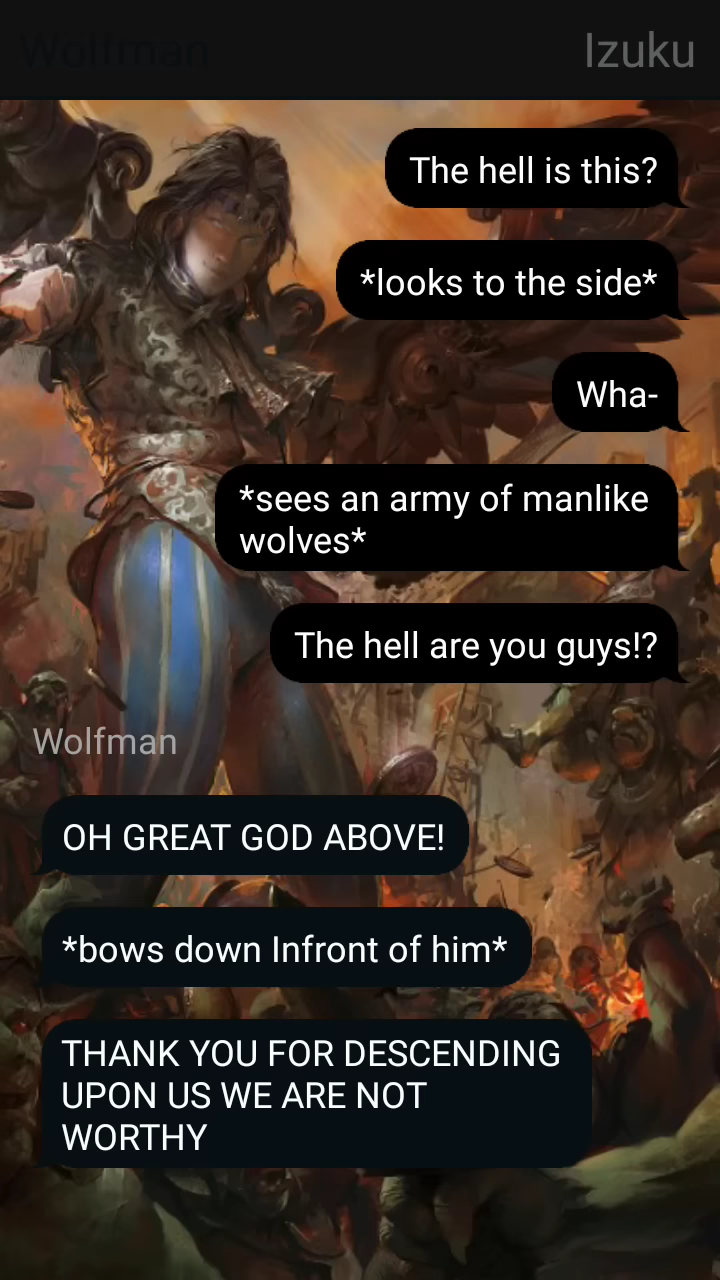 Wolfman
Izuku
The hell is this?
*looks to the side*
Wha-
*sees an army of manlike
wolves*
The hell are you guys!?
Wolfman
OH GREAT GOD ABOVE!
*bows down Infront of him*
THANK YOU FOR DESCENDING
UPON US WE ARE NOT
WORTHY